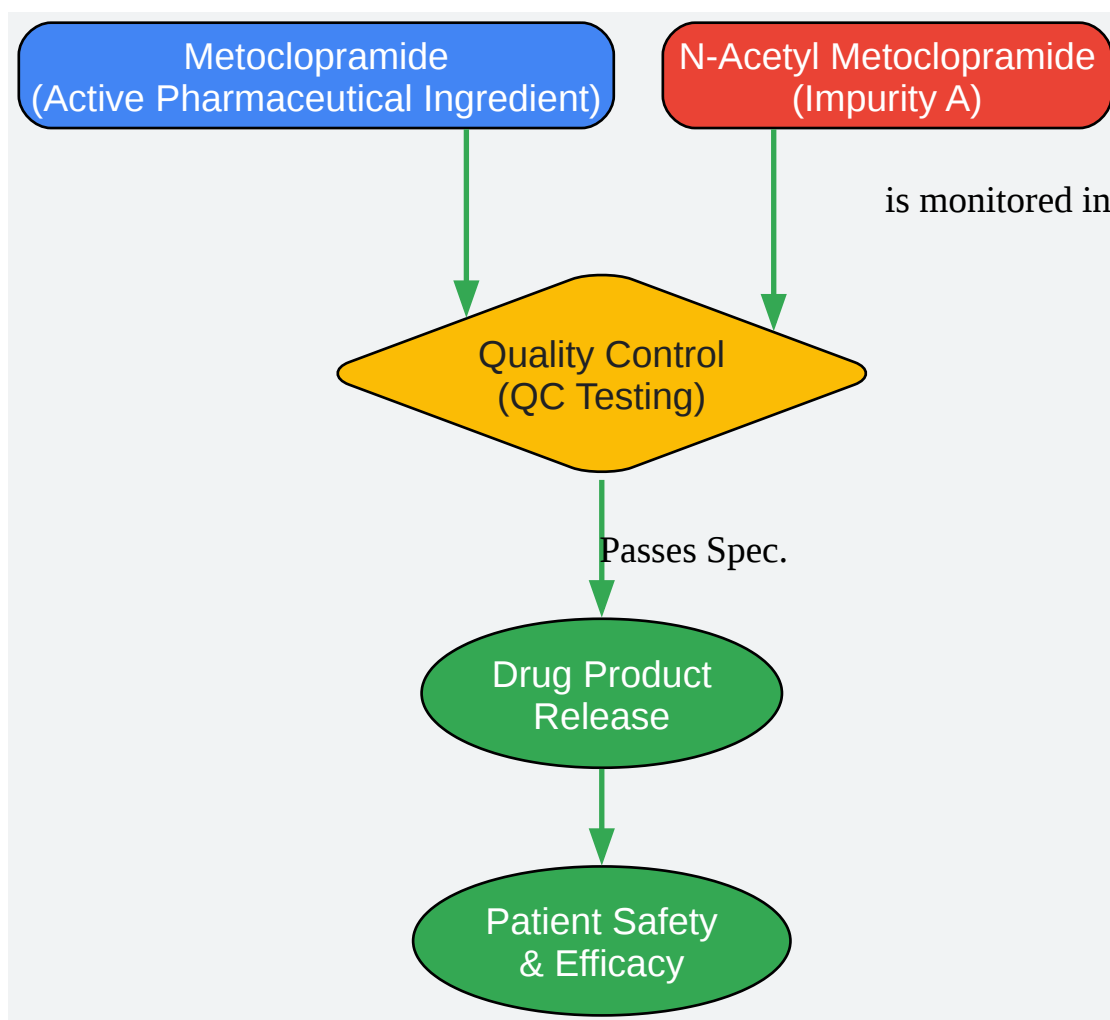 Metoclopramide
(Active Pharmaceutical Ingredient)
N-Acetyl Metoclopramide
(Impurity A)
is monitored in
Quality Control
(QC Testing)
Passes Spec.
Drug Product
Release
Patient Safety
& Efficacy